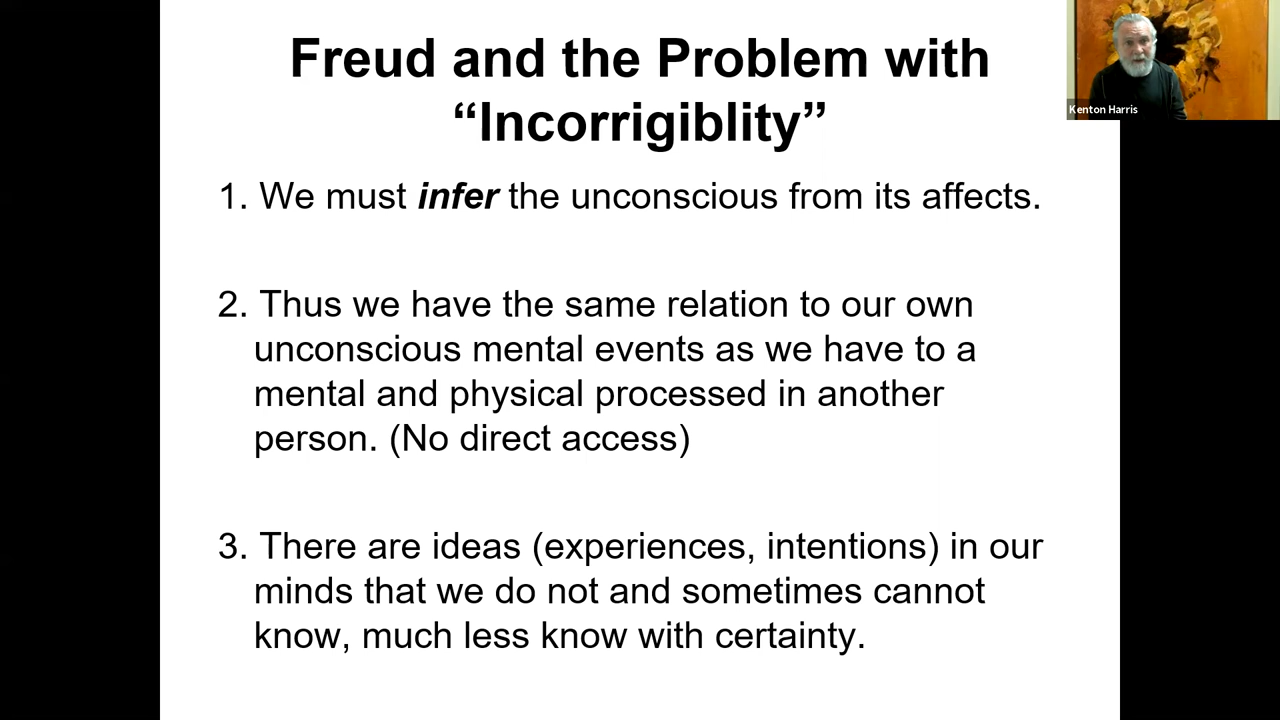 Freud and the Problem with
“Incorrigiblity”
1. We must infer the unconscious from its affects.
2. Thus we have the same relation to our own
unconscious mental events as we have to a
mental and physical processed in another
person. (No direct access)
3. There are ideas (experiences, intentions) in our
minds that we do not and sometimes cannot
know, much less know with certainty.
Kenton Harris